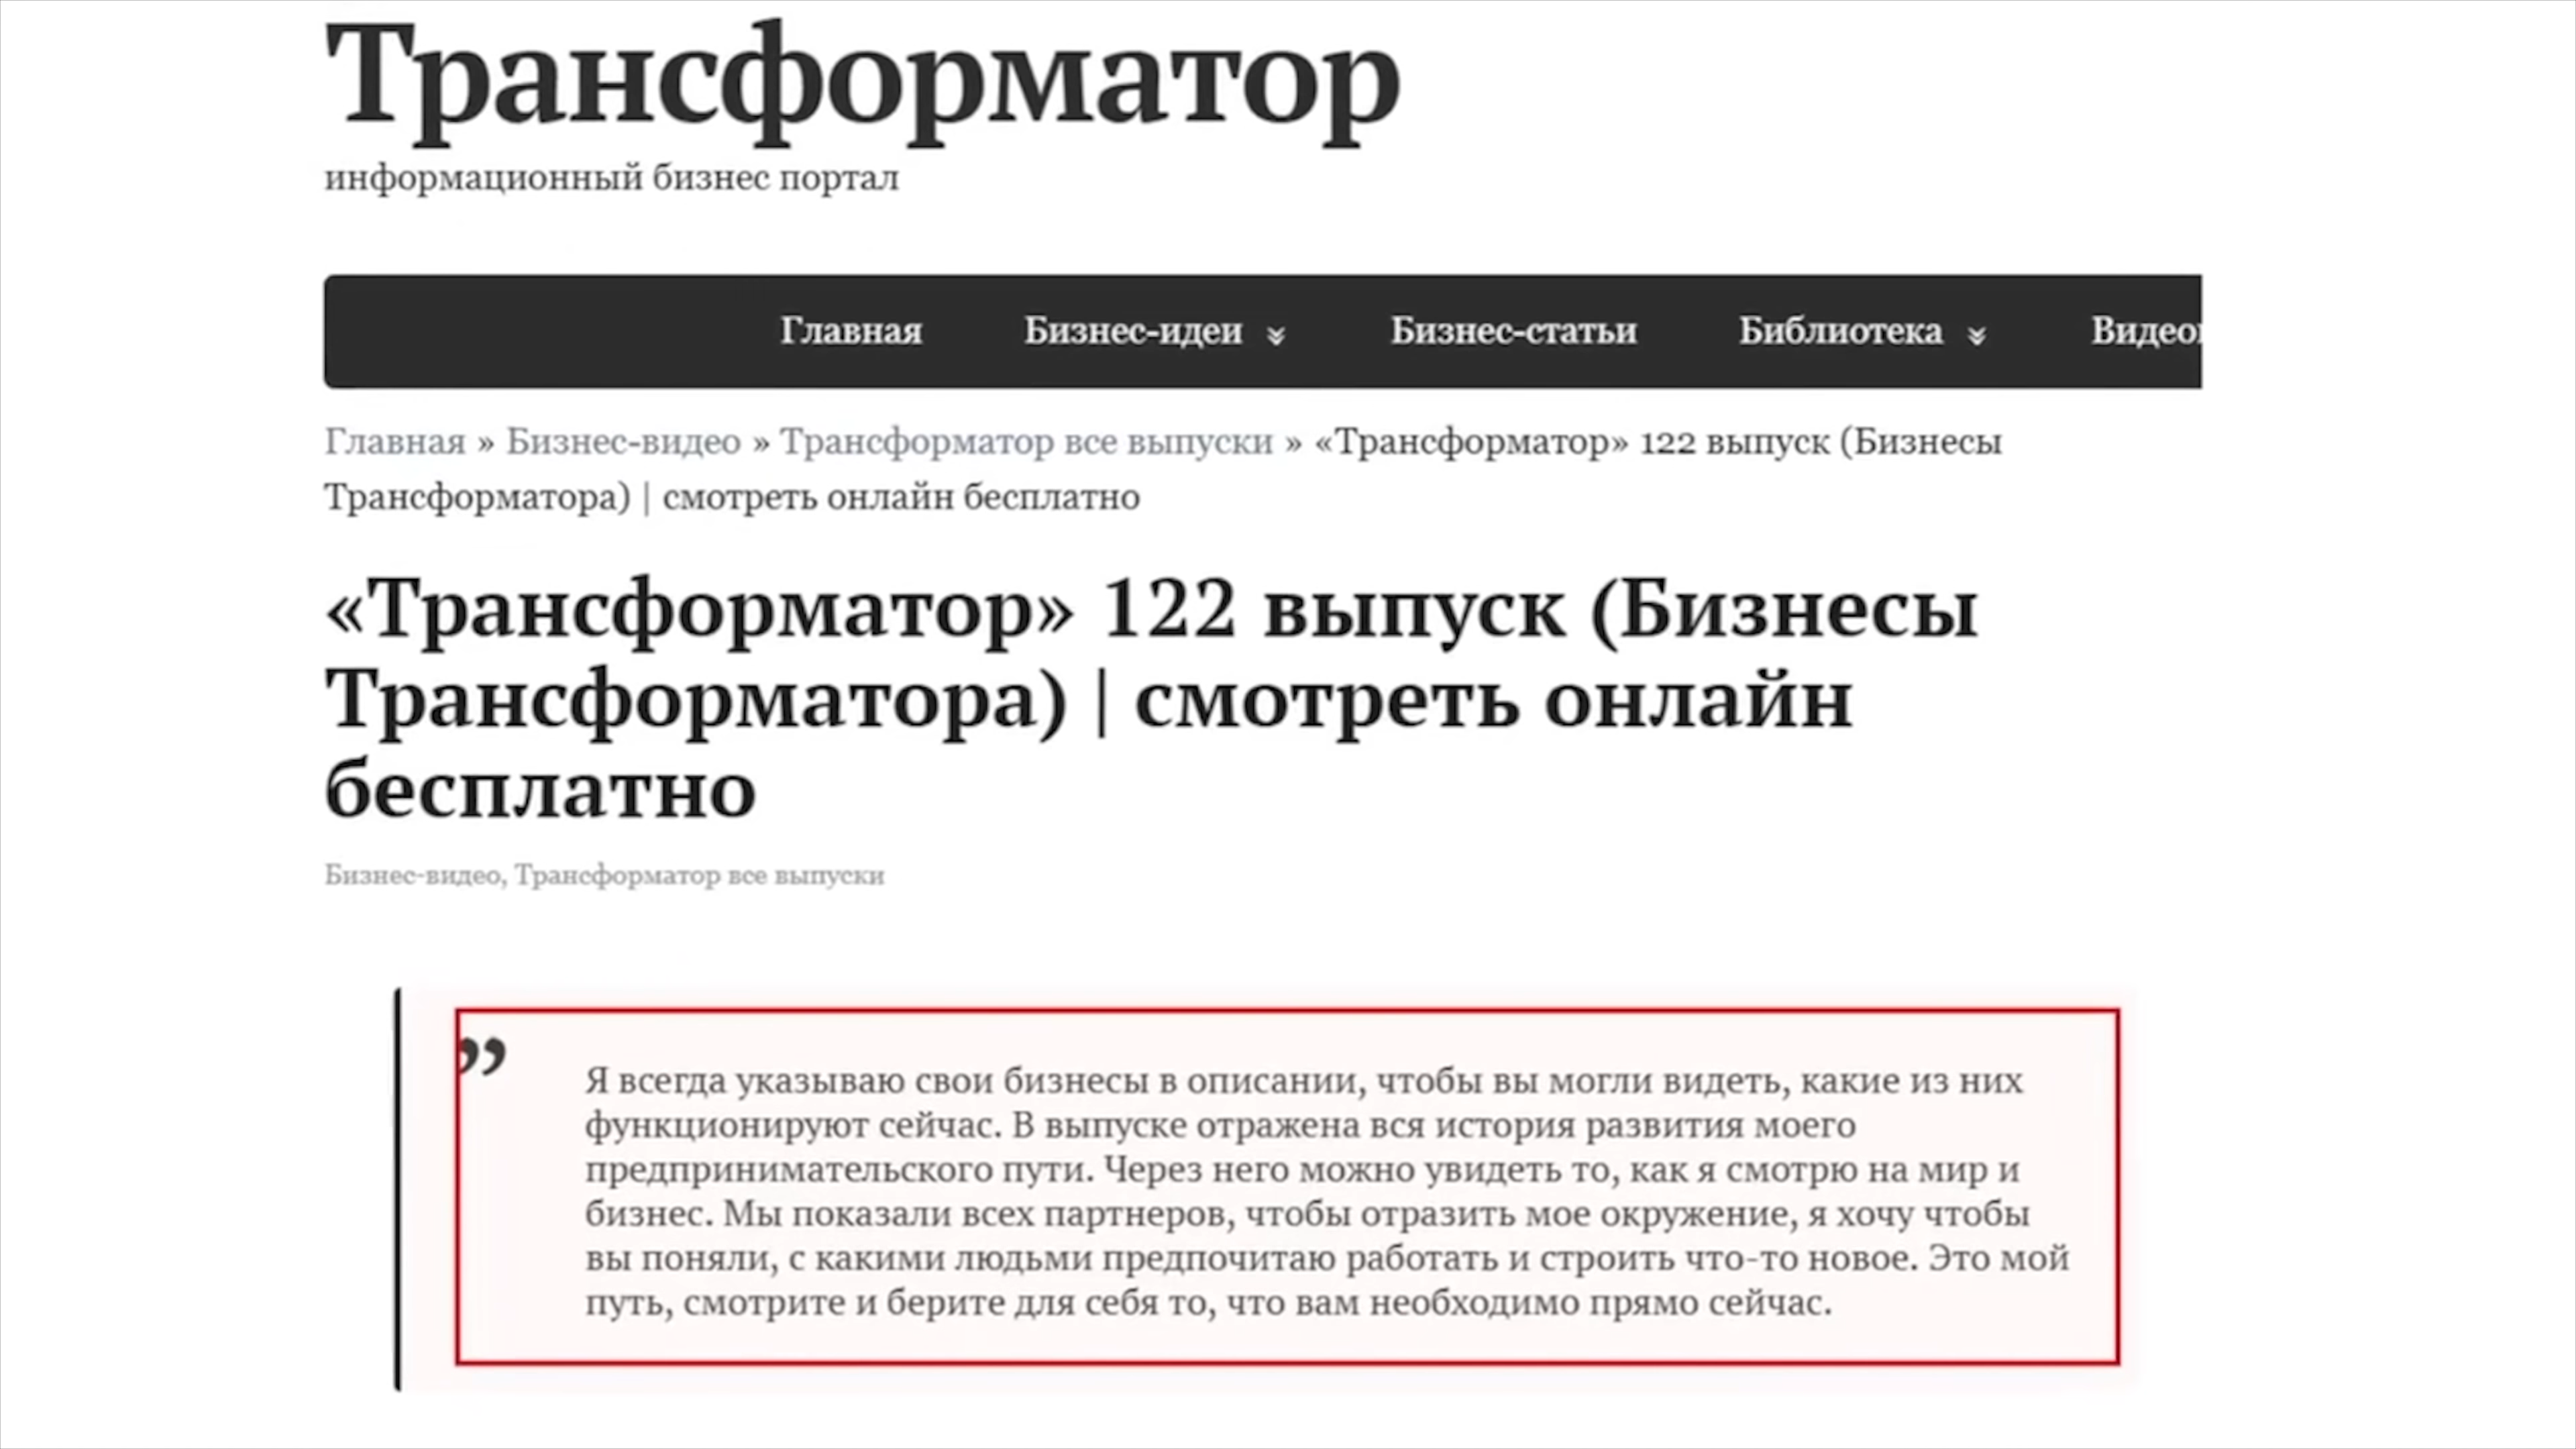 Трансформатор
информационный бизнес портал
Главная Бизнес-идеи Бизнес-статьи Библиотека
Главная » Бизнес-видео » Трансформатор все выпуски » «Трансформатор» 122 выпуск (Бизнесы
Трансформатора) | смотреть онлайн бесплатно
«Трансформатор» 122 выпуск (Бизнесы
Трансформатора) | смотреть онлайн
бесплатно
Бизнес-видео, Трансформатор все выпуски
” Я всегда указываю свои бизнесы в описании, чтобы вы могли видеть, какие из них
функционируют сейчас. В выпуске отражена вся история развития моего
предпринимательского пути. Через него можно увидеть то, как я смотрю на мир и
бизнес. Мы показали всех партнеров, чтобы отразить мое окружение, я хочу чтобы
вы поняли, с какими людьми предпочитаю работать и строить что-то новое. Это мой
путь, смотрите и берите для себя то, что вам необходимо прямо сейчас.